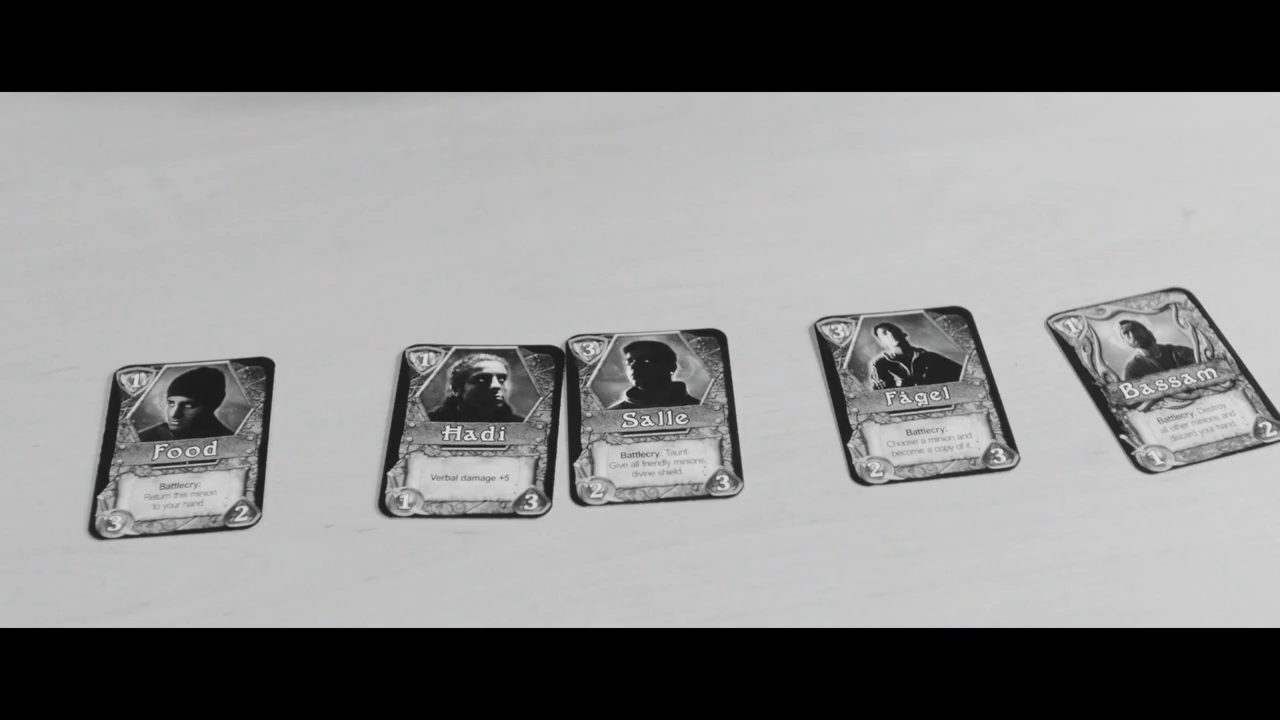 1
Food
Battlecry:
Return this minion
to your hand.
3
2
1
Hadi
Verbal damage +5
1
3
3
Salle
Battlecry: Taunt.
Give all friendly minions
divine shield.
2
3
3
Fågel
Battlecry:
Choose a minion and
become a copy of it.
2
3
1
Bassam
Battlecry: Destroy
all other minions and
discard your hand.
1
2